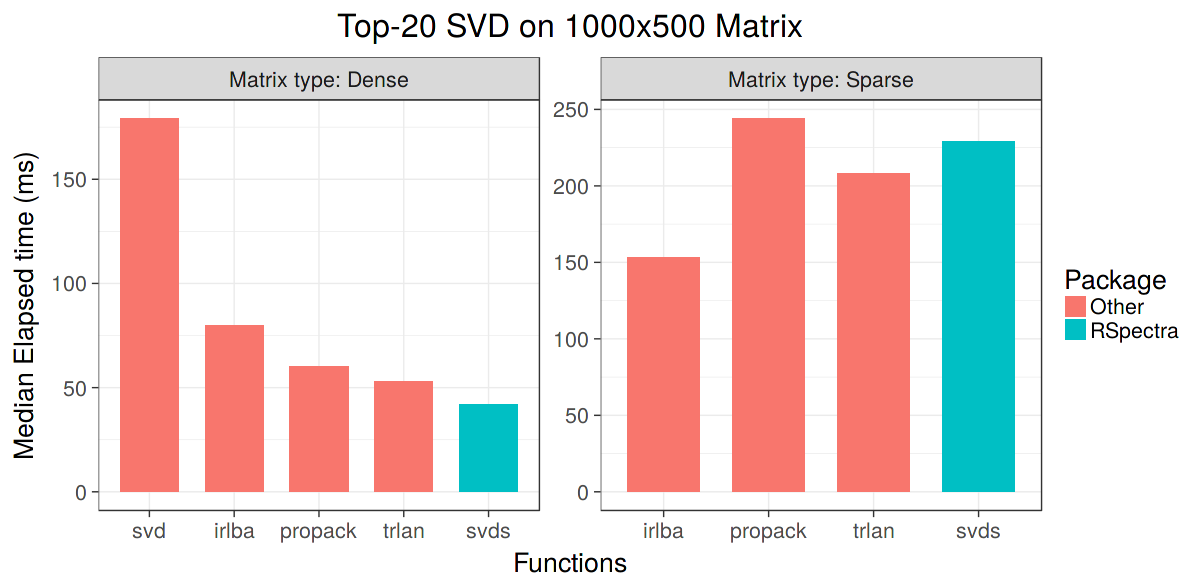 Top-20 SVD on 1000x500 Matrix
Matrix type: Dense
Matrix type: Sparse
Median Elapsed time (ms)
150
100
50
0
250
200
150
100
50
0
svd irlba propack trlan svds
irlba propack trlan svds
Functions
Package
Other
RSpectra